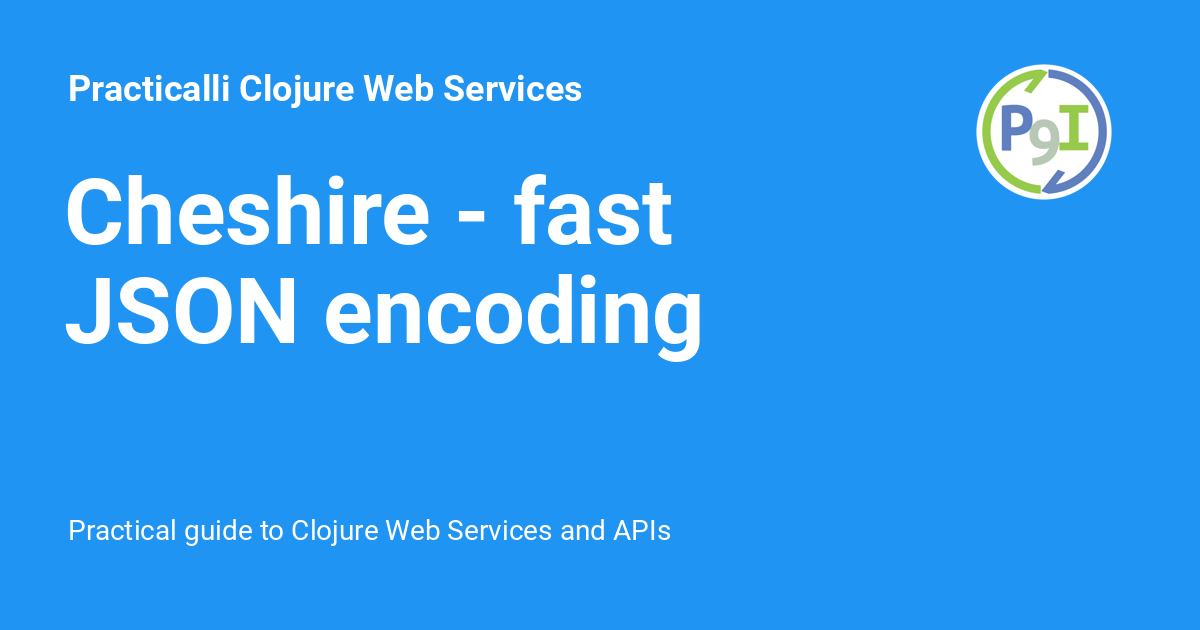 Practicalli Clojure Web Services
P9I
Cheshire - fast
JSON encoding
Practical guide to Clojure Web Services and APIs